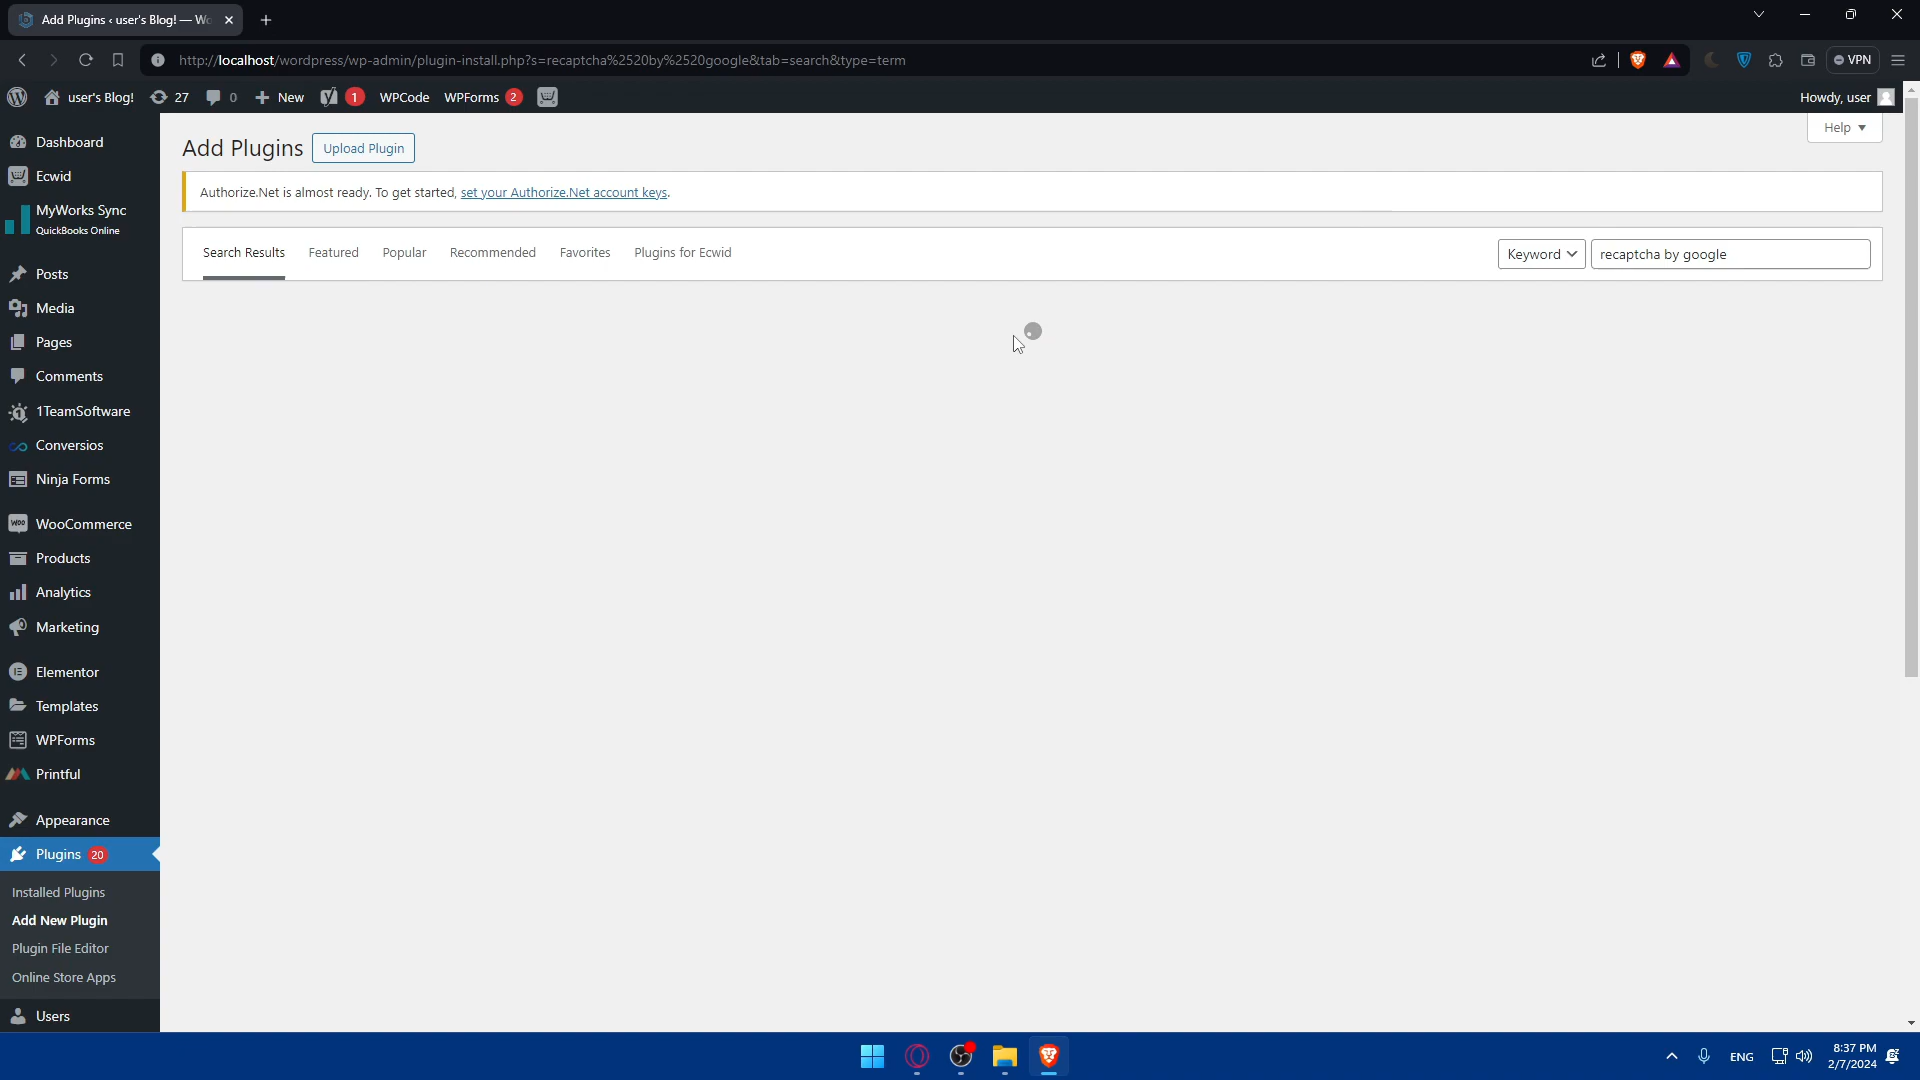 Add Plugins ‹ user's Blog! — Wo
http://localhost/wordpress/wp-admin/plugin-install.php?s=recaptcha%2520by%2520google&tab=search&type=term
VPN
user's Blog! 27 0 New 1 WPCode WPForms 2
Howdy, user
Help
Dashboard
Ecwid
MyWorks Sync
QuickBooks Online
Posts
Media
Pages
Comments
1TeamSoftware
Conversios
Ninja Forms
WooCommerce
Products
Analytics
Marketing
Elementor
Templates
WPForms
Printful
Appearance
Plugins 20
Installed Plugins
Add New Plugin
Plugin File Editor
Online Store Apps
Users
Add Plugins Upload Plugin
Authorize.Net is almost ready. To get started, set your Authorize.Net account keys.
Search Results Featured Popular Recommended Favorites Plugins for Ecwid
Keyword recaptcha by google
ENG
8:37 PM
2/7/2024